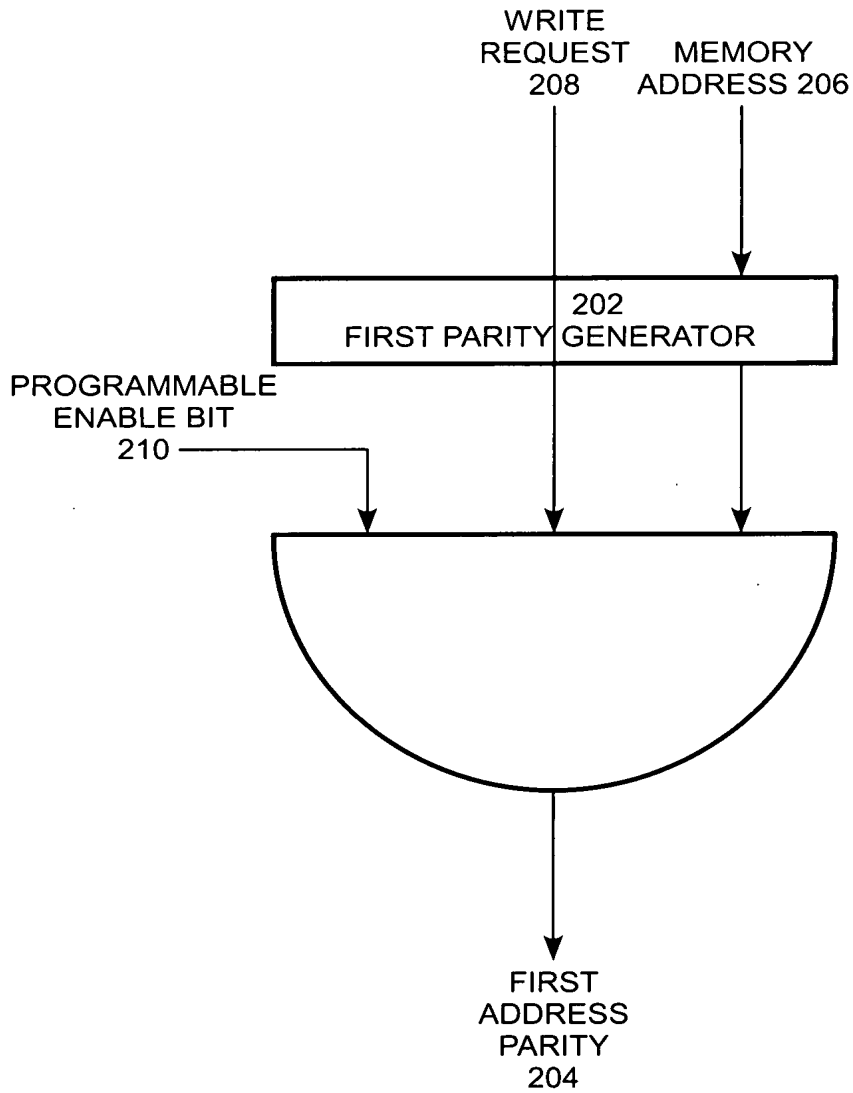 WRITE
REQUEST
208
MEMORY
ADDRESS 206
202
FIRST PARITY GENERATOR
PROGRAMMABLE
ENABLE BIT
210
FIRST
ADDRESS
PARITY
204